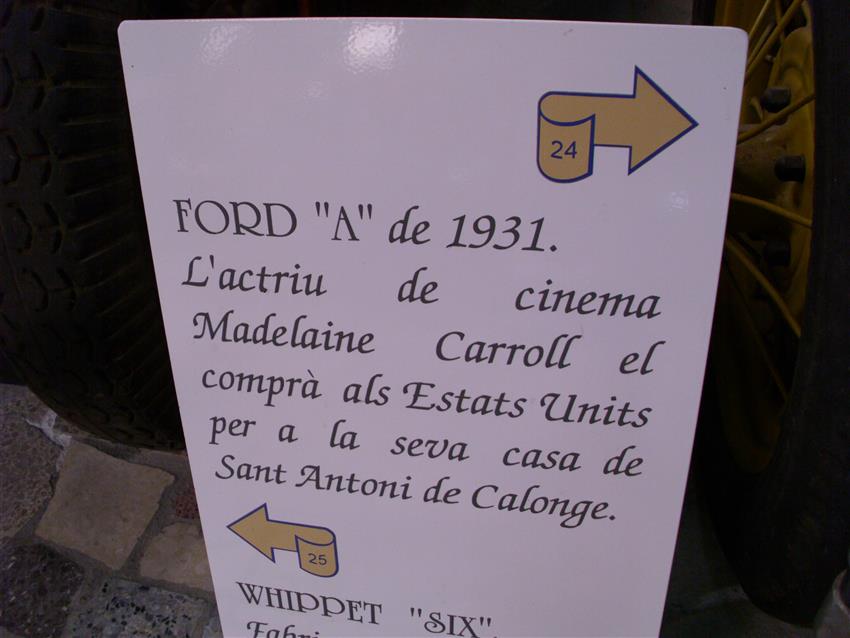 24
FORD "A" de 1931.
L'actriu de cinema
Madelaine Carroll el
comprà als Estats Units
per a la seva casa de
Sant Antoni de Calonge.
25
WHIPPET "SIX".